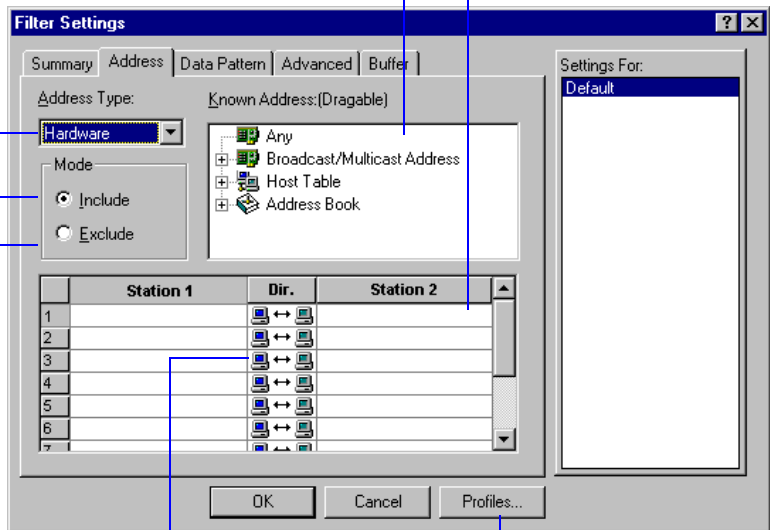 Filter Settings
Summary Address Data Pattern Advanced Buffer
Settings For:
Default
Address Type:
Known Address:(Dragable)
Hardware
Any
Broadcast/Multicast Address
Host Table
Address Book
Mode
Include
Exclude
Station 1 Dir. Station 2
1
2
3
4
5
6
7
OK Cancel Profiles...